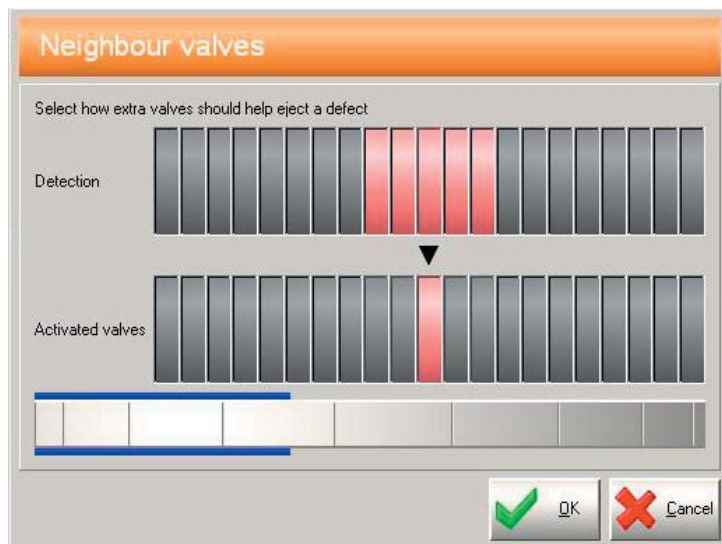 Neighbour valves
Select how extra valves should help eject a defect
Detection
Activated valves
OK
Cancel